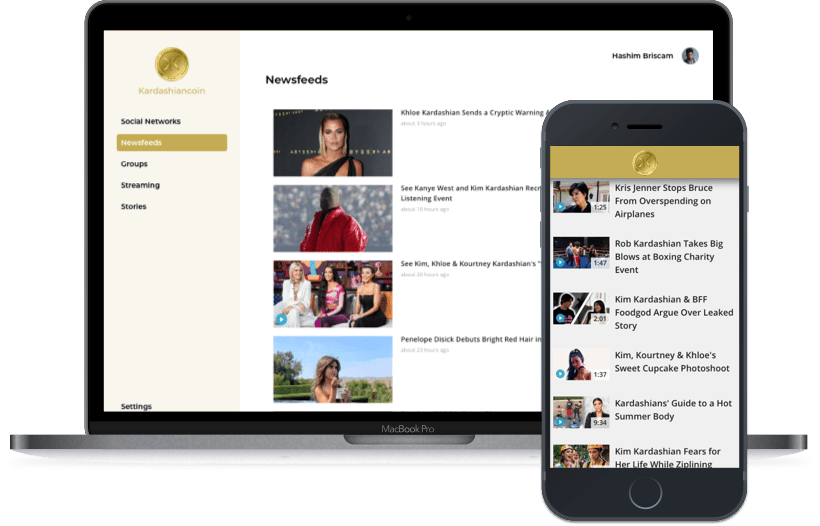 Hashim Briscam
Kardashiancoin
Newsfeeds
Social Networks
Newsfeeds
Groups
Streaming
Stories
Settings
Khloe Kardashian Sends a Cryptic Warning
about 3 hours ago
See Kanye West and Kim Kardashian
Listening Event
about 10 hours ago
See Kim, Khloe & Kourtney Kardashian's
about 20 hours ago
Penelope Disick Debuts Bright Red Hair in
about 23 hours ago
MacBook Pro
Kris Jenner Stops Bruce
From Overspending on
Airplanes
1:25
Rob Kardashian Takes Big
Blows at Boxing Charity
Event
1:47
Kim Kardashian & BFF
Foodgod Argue Over Leaked
Story
2:01
Kim, Kourtney & Khloe's
Sweet Cupcake Photoshoot
1:37
Kardashians' Guide to a Hot
Summer Body
9:34
Kim Kardashian Fears for
Her Life While Ziplining